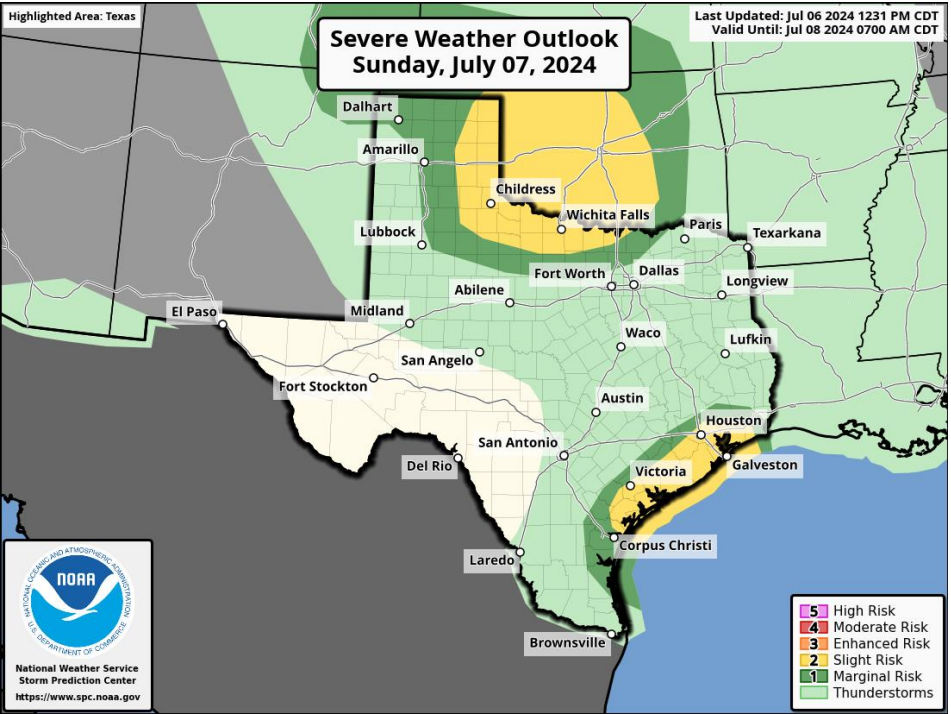 Highlighted Area: Texas
Severe Weather Outlook
Sunday, July 07, 2024
Last Updated: Jul 06 2024 1231 PM CDT
Valid Until: Jul 08 2024 0700 AM CDT
Dalhart
Amarillo
Childress
Wichita Falls
Lubbock
Paris
Texarkana
Fort Worth
Dallas
Abilene
Longview
El Paso
Midland
Waco
Lufkin
San Angelo
Fort Stockton
Austin
Houston
San Antonio
Del Rio
Victoria
Galveston
Corpus Christi
Laredo
Brownsville
NATIONAL OCEANIC AND ATMOSPHERIC ADMINISTRATION
NOAA
U.S. DEPARTMENT OF COMMERCE
National Weather Service
Storm Prediction Center
https://www.spc.noaa.gov
5 High Risk
4 Moderate Risk
3 Enhanced Risk
2 Slight Risk
1 Marginal Risk
Thunderstorms